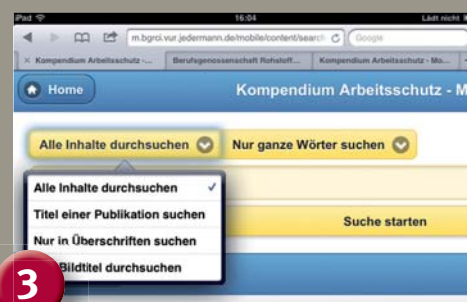 iPad 16:04 Lädt nicht
m.bgrci.vur.jedermann.de/mobile/content/search Google
Kompendium Arbeitsschutz -... Berufsgenossenschaft Rohstoff... Kompendium Arbeitsschutz - Mo...
Home Kompendium Arbeitsschutz - M
Alle Inhalte durchsuchen Nur ganze Wörter suchen
Alle Inhalte durchsuchen ✓
Titel einer Publikation suchen
Suche starten
Nur in Überschriften suchen
Bildtitel durchsuchen
3